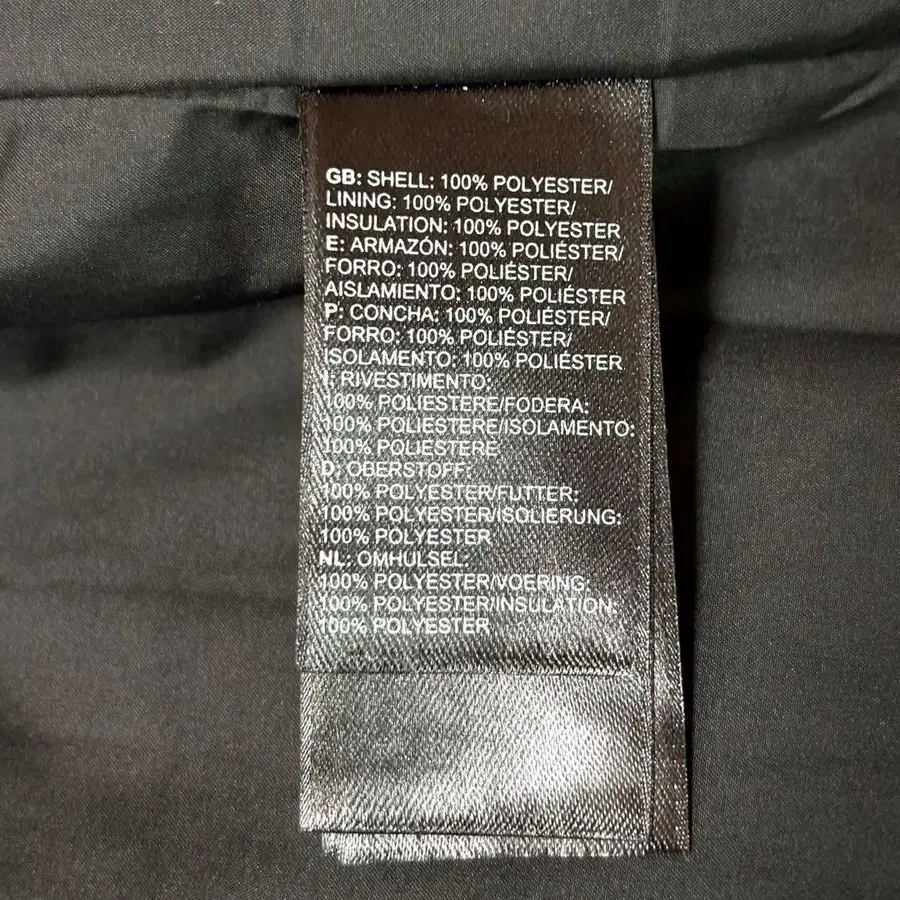 GB: SHELL: 100% POLYESTER/
LINING: 100% POLYESTER/
INSULATION: 100% POLYESTER
E: ARMAZÓN: 100% POLIÉSTER/
FORRO: 100% POLIÉSTER/
AISLAMIENTO: 100% POLIÉSTER
P: CONCHA: 100% POLIÉSTER/
FORRO: 100% POLIÉSTER/
ISOLAMENTO: 100% POLIÉSTER
I: RIVESTIMENTO:
100% POLIESTERE/FODERA:
100% POLIESTERE/ISOLAMENTO:
100% POLIESTERE
D: OBERSTOFF:
100% POLYESTER/FUTTER:
100% POLYESTER/ISOLIERUNG:
100% POLYESTER
NL: OMHULSEL:
100% POLYESTER/VOERING:
100% POLYESTER/INSULATION:
100% POLYESTER